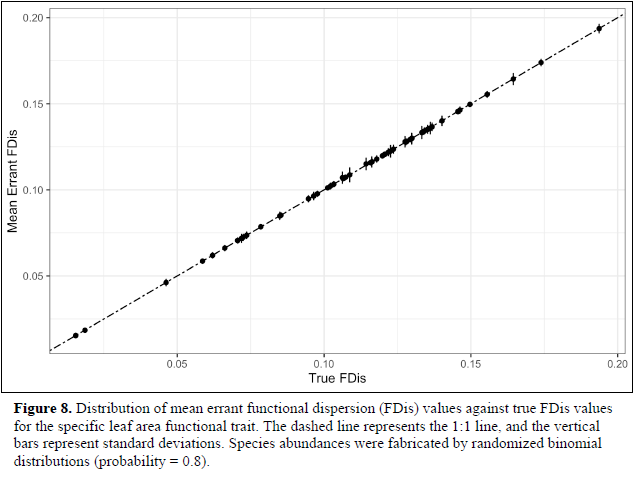 0.20
0.15
0.10
0.05
Mean Errant FDis
0.05 0.10 0.15 0.20
True FDis
Figure 8. Distribution of mean errant functional dispersion (FDis) values against true FDis values
for the specific leaf area functional trait. The dashed line represents the 1:1 line, and the vertical
bars represent standard deviations. Species abundances were fabricated by randomized binomial
distributions (probability = 0.8).